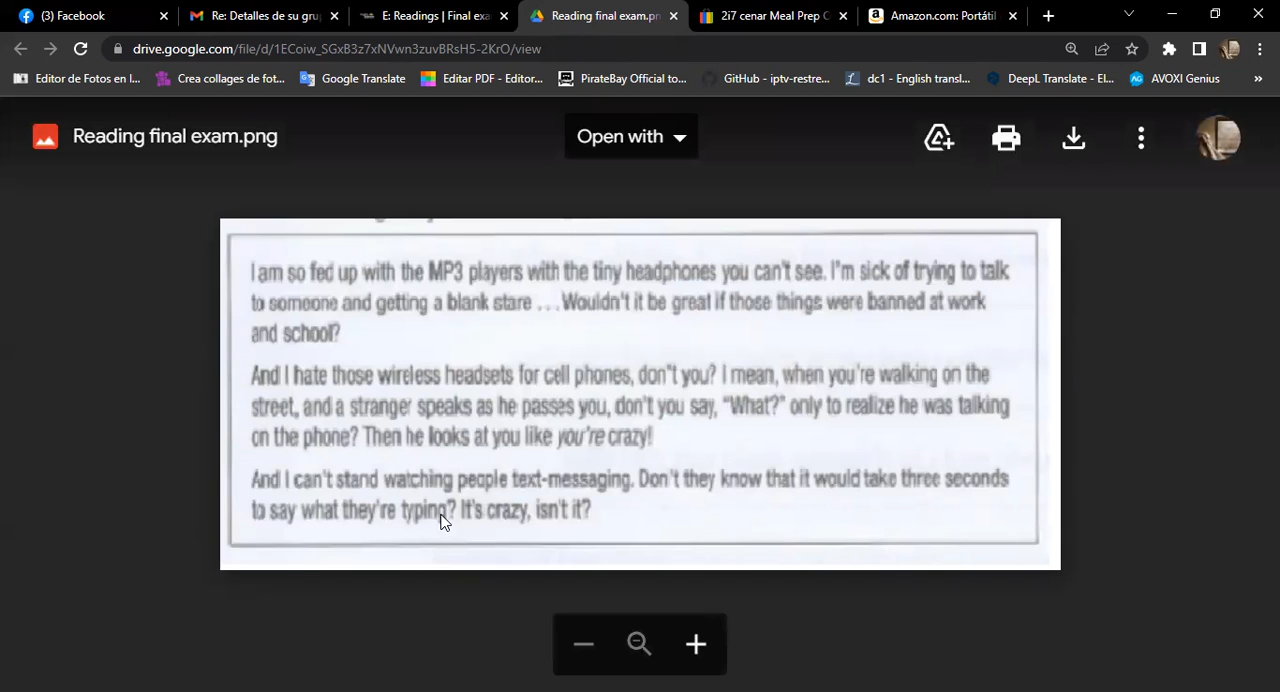 (3) Facebook
Re: Detalles de su gru
E: Readings | Final exa
Reading final exam.pn
2i7 cenar Meal Prep C
Amazon.com: Portátil
drive.google.com/file/d/1ECoiw_SGxB3z7xNVwn3zuvBRsH5-2KrO/view
Editor de Fotos en l...
Crea collages de fot...
Google Translate
Editar PDF - Editor...
PirateBay Official to...
GitHub - iptv-restre...
dc1 - English transl...
DeepL Translate - El...
AVOXI Genius
Reading final exam.png
Open with
I am so fed up with the MP3 players with the tiny headphones you can't see. I'm sick of trying to talk
to someone and getting a blank stare ... Wouldn't it be great if those things were banned at work
and school?
And I hate those wireless headsets for cell phones, don't you? I mean, when you're walking on the
street, and a stranger speaks as he passes you, don't you say, "What?" only to realize he was talking
on the phone? Then he looks at you like you're crazy!
And I can't stand watching people text-messaging. Don't they know that it would take three seconds
to say what they're typing? It's crazy, isn't it?